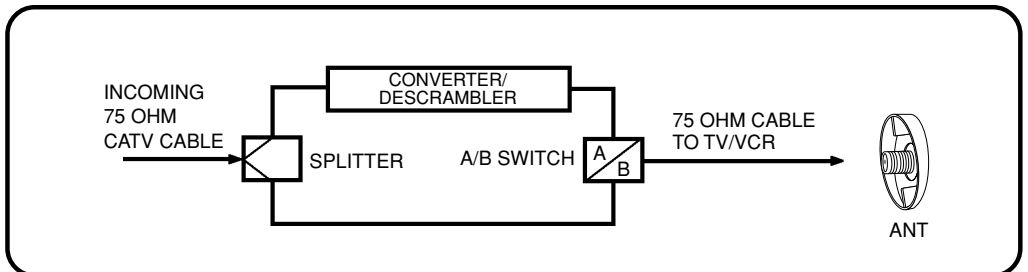 INCOMING
75 OHM
CATV CABLE
SPLITTER
CONVERTER/
DESCRAMBLER
A/B SWITCH
A
B
75 OHM CABLE
TO TV/VCR
ANT